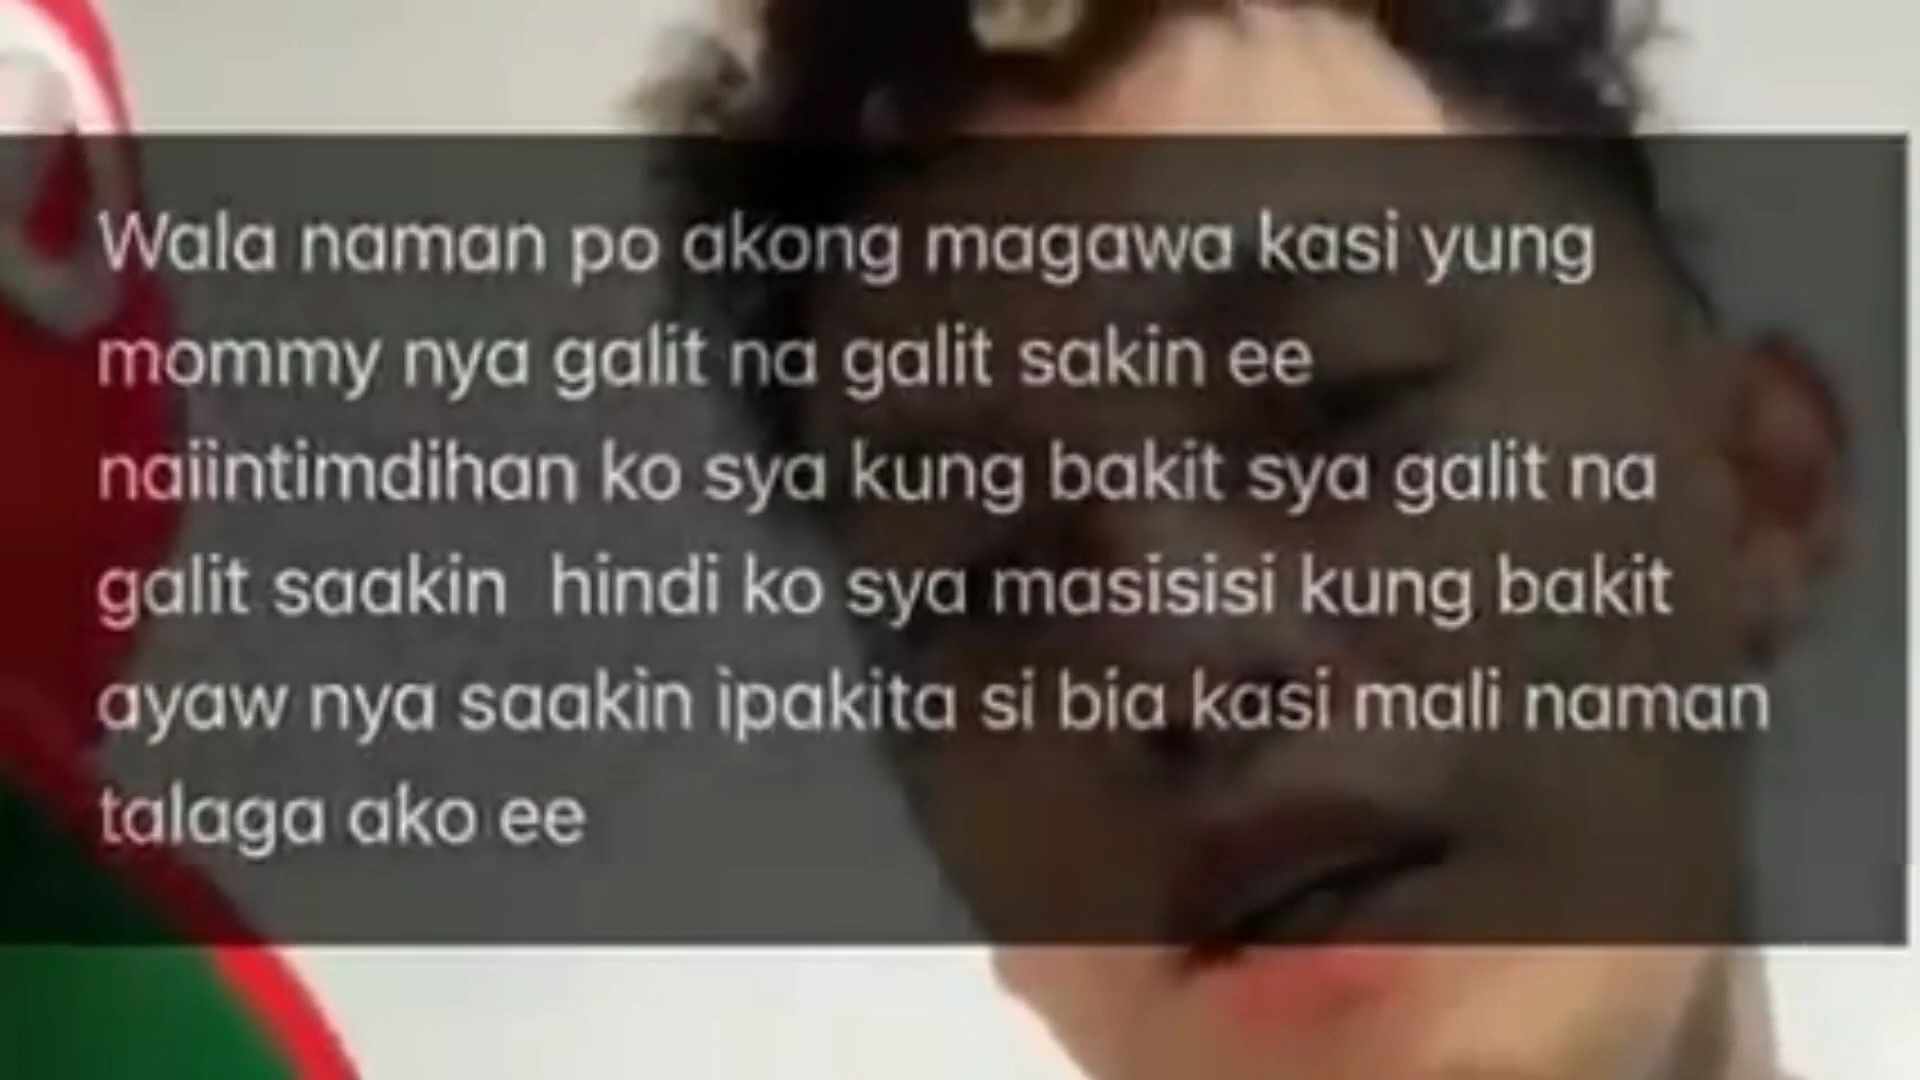 Wala naman po akong magawa kasi yung
mommy nya galit na galit sakin ee
naiintimdihan ko sya kung bakit sya galit na
galit saakin  hindi ko sya masisisi kung bakit
ayaw nya saakin ipakita si bia kasi mali naman
talaga ako ee